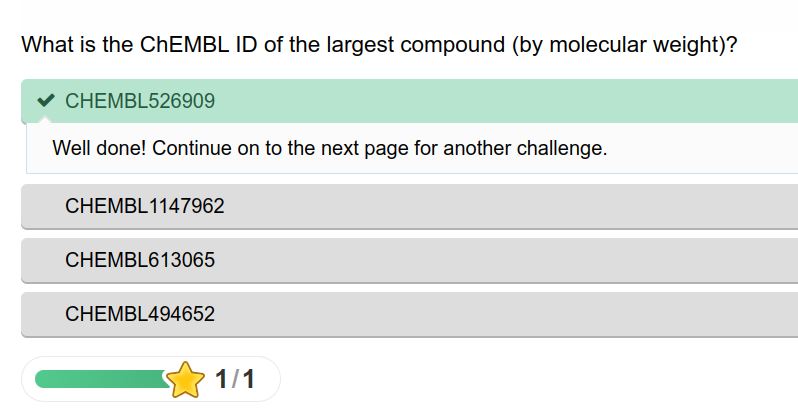 What is the ChEMBL ID of the largest compound (by molecular weight)?
CHEMBL526909
Well done! Continue on to the next page for another challenge.
CHEMBL1147962
CHEMBL613065
CHEMBL494652
1/1